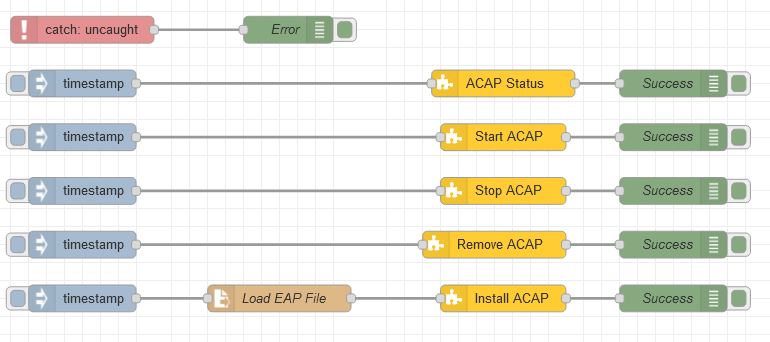 catch: uncaught Error
timestamp ACAP Status Success
timestamp Start ACAP Success
timestamp Stop ACAP Success
timestamp Remove ACAP Success
timestamp Load EAP File Install ACAP Success